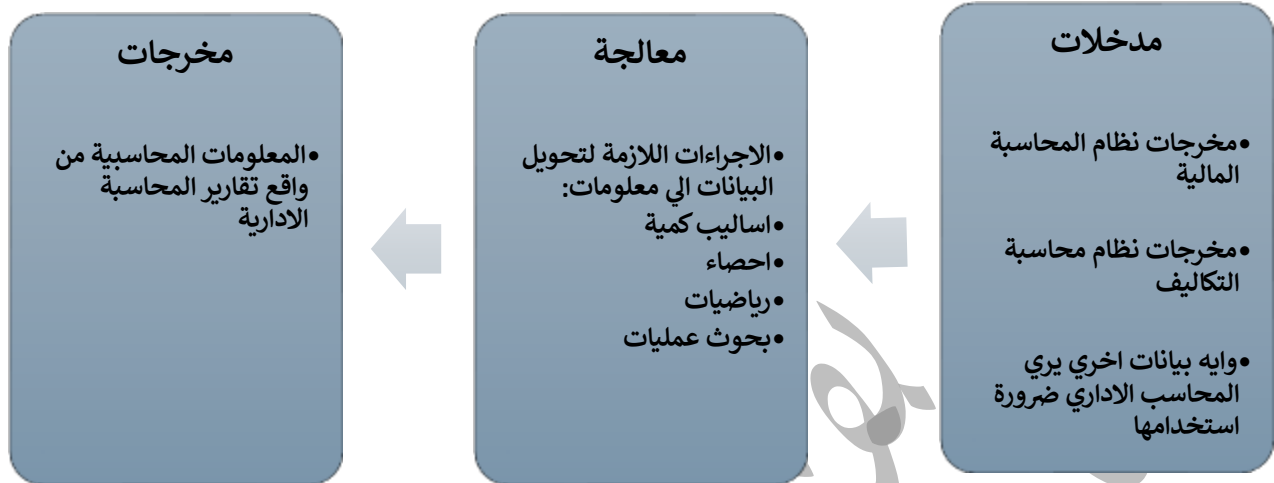 مدخلات
•مخرجات نظام المحاسبة
المالية
•مخرجات نظام محاسبة
التكاليف
•وايه بيانات اخري يري
المحاسب الاداري ضرورة
استخدامها
معالجة
•الاجراءات اللازمة لتحويل
البيانات الي معلومات:
•اساليب كمية
•احصاء
•رياضيات
•بحوث عمليات
مخرجات
•المعلومات المحاسبية من
واقع تقارير المحاسبة
الادارية